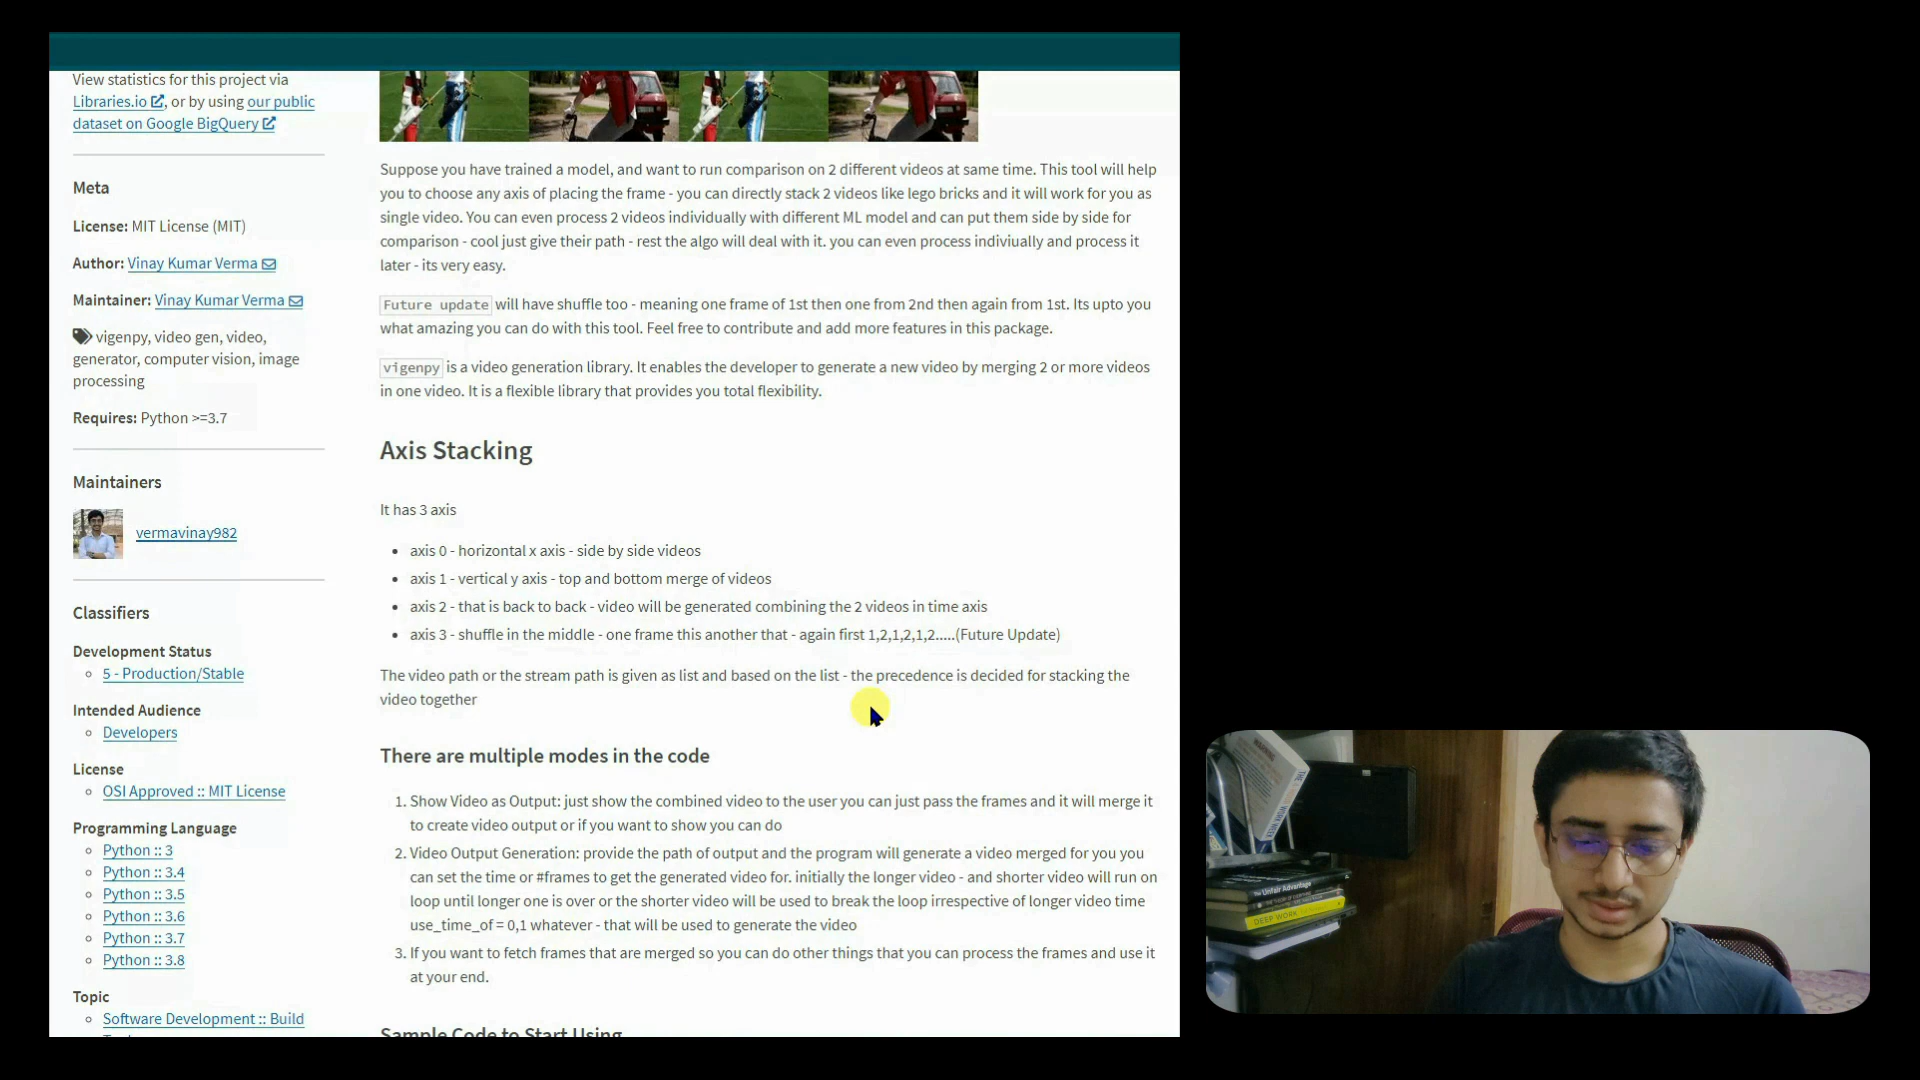 View statistics for this project via
Libraries.io, or by using our public
dataset on Google BigQuery
Meta
License: MIT License (MIT)
Author: Vinay Kumar Verma
Maintainer: Vinay Kumar Verma
vigenpy, video gen, video,
generator, computer vision, image
processing
Requires: Python >=3.7
Maintainers
vermavinay982
Classifiers
Development Status
5 - Production/Stable
Intended Audience
Developers
License
OSI Approved :: MIT License
Programming Language
Python :: 3
Python :: 3.4
Python :: 3.5
Python :: 3.6
Python :: 3.7
Python :: 3.8
Topic
Software Development :: Build
Suppose you have trained a model, and want to run comparison on 2 different videos at same time. This tool will help
you to choose any axis of placing the frame - you can directly stack 2 videos like lego bricks and it will work for you as
single video. You can even process 2 videos individually with different ML model and can put them side by side for
comparison - cool just give their path - rest the algo will deal with it. you can even process indiviually and process it
later - its very easy.
Future update will have shuffle too - meaning one frame of 1st then one from 2nd then again from 1st. Its upto you
what amazing you can do with this tool. Feel free to contribute and add more features in this package.
vigenpy is a video generation library. It enables the developer to generate a new video by merging 2 or more videos
in one video. It is a flexible library that provides you total flexibility.
Axis Stacking
It has 3 axis
axis 0 - horizontal x axis - side by side videos
axis 1 - vertical y axis - top and bottom merge of videos
axis 2 - that is back to back - video will be generated combining the 2 videos in time axis
axis 3 - shuffle in the middle - one frame this another that - again first 1,2,1,2,1,2.....(Future Update)
The video path or the stream path is given as list and based on the list - the precedence is decided for stacking the
video together
There are multiple modes in the code
1. Show Video as Output: just show the combined video to the user you can just pass the frames and it will merge it
to create video output or if you want to show you can do
2. Video Output Generation: provide the path of output and the program will generate a video merged for you you
can set the time or #frames to get the generated video for. initially the longer video - and shorter video will run on
loop until longer one is over or the shorter video will be used to break the loop irrespective of longer video time
use_time_of = 0,1 whatever - that will be used to generate the video
3. If you want to fetch frames that are merged so you can do other things that you can process the frames and use it
at your end.
Sample Code to Start Using
The Unfair Advantage
DEEP WORK